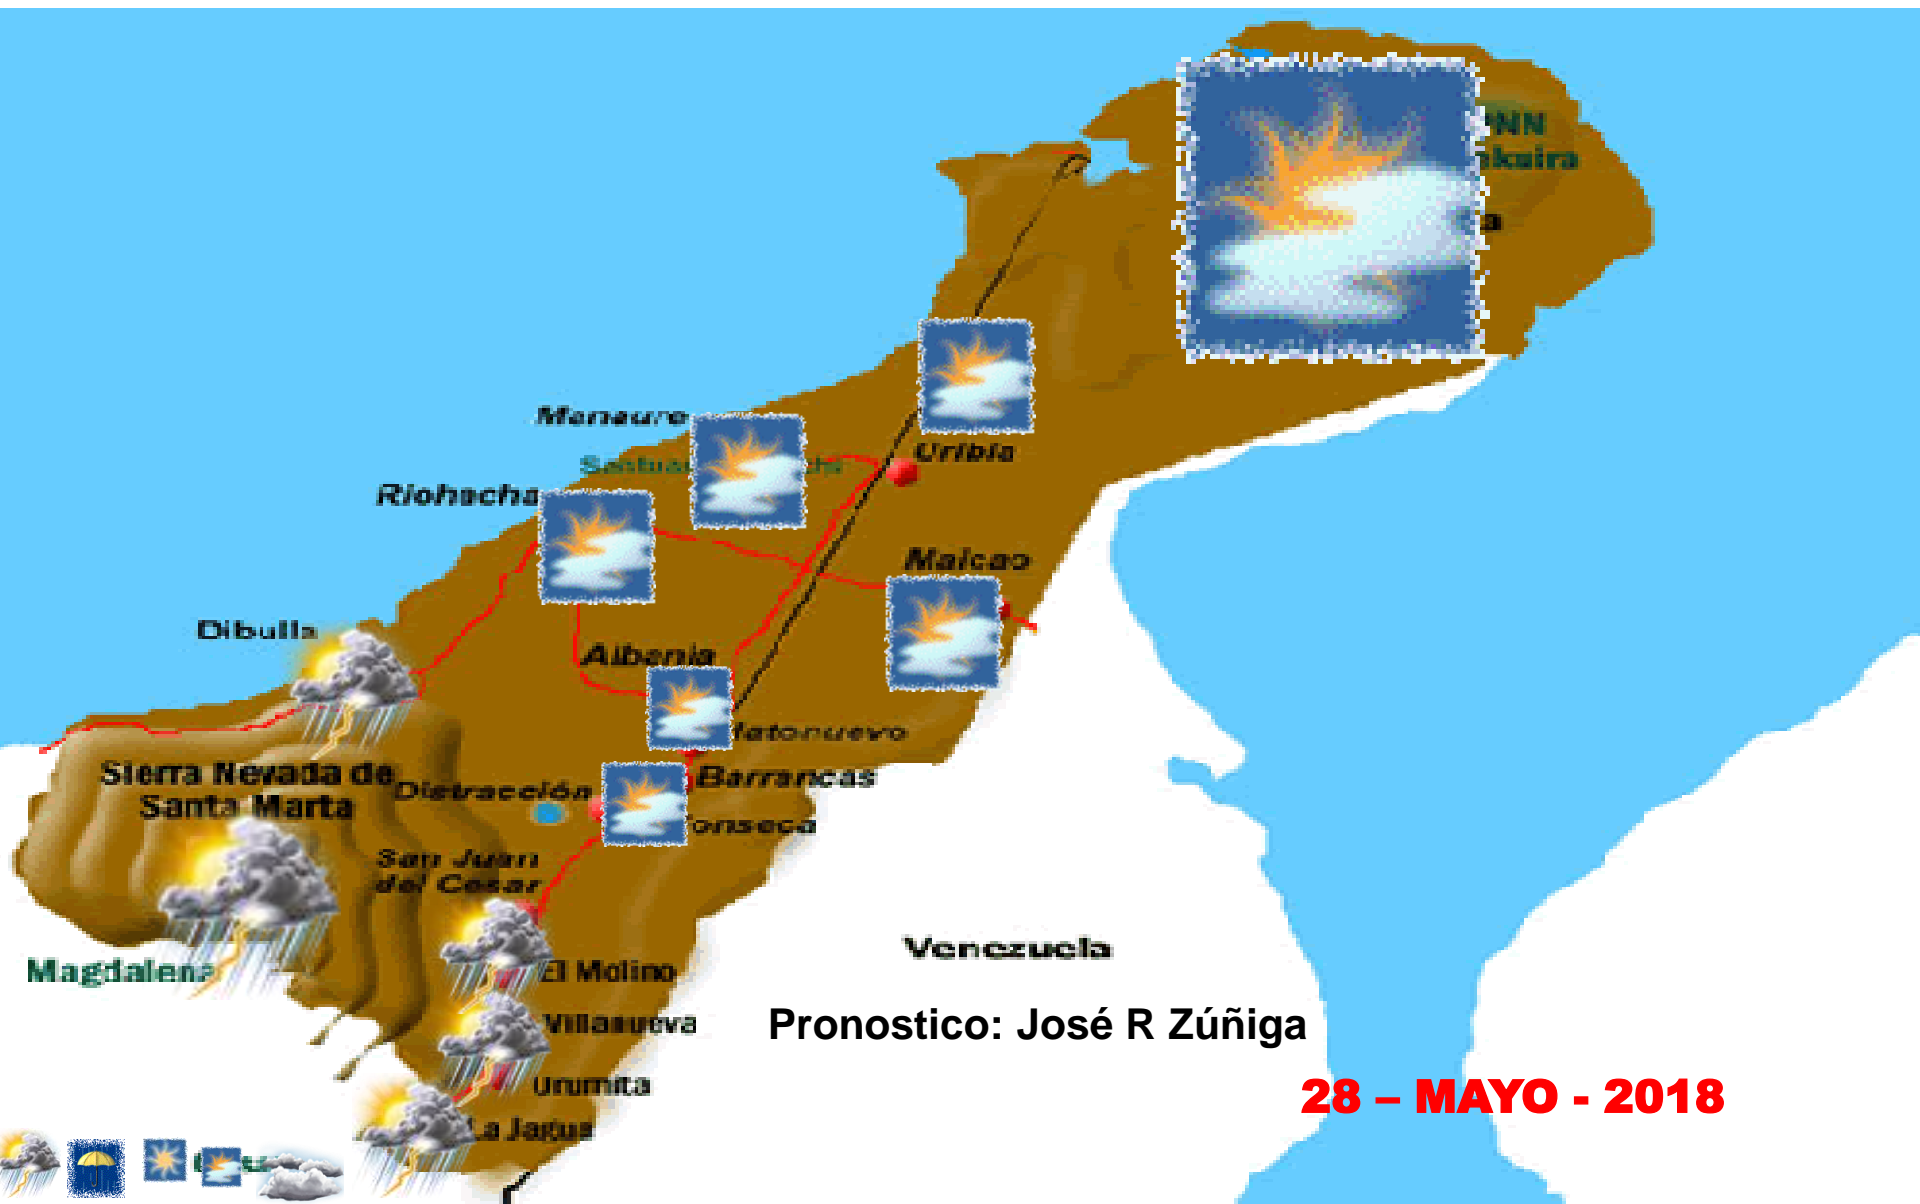 PNN
Manaure
Uribia
Riohacha
Maicao
Dibulla
Albania
Barrancas
Sierra Nevada de
Santa Marta
Distracción
San Juan
del Cesar
Venezuela
Magdalena
El Molino
Villanueva
Pronostico: José R Zúñiga
Urumita
28 – MAYO - 2018
La Jagua